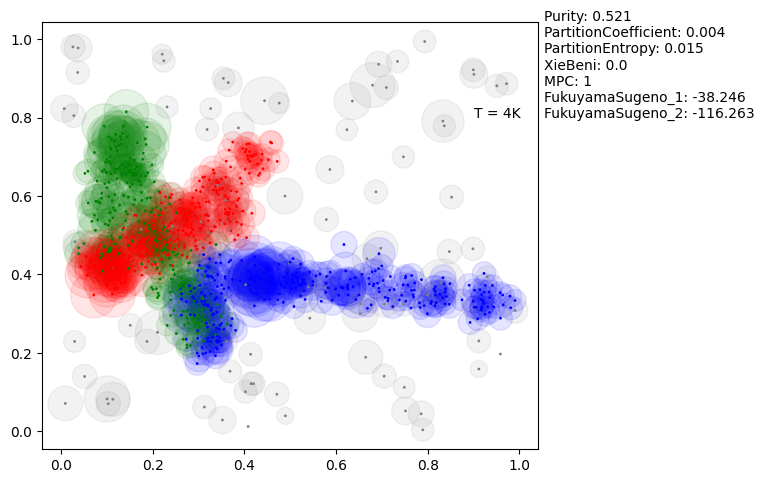 Purity: 0.521
PartitionCoefficient: 0.004
PartitionEntropy: 0.015
XieBeni: 0.0
MPC: 1
FukuyamaSugeno_1: -38.246
FukuyamaSugeno_2: -116.263
T = 4K
1.0
0.8
0.6
0.4
0.2
0.0
0.0 0.2 0.4 0.6 0.8 1.0